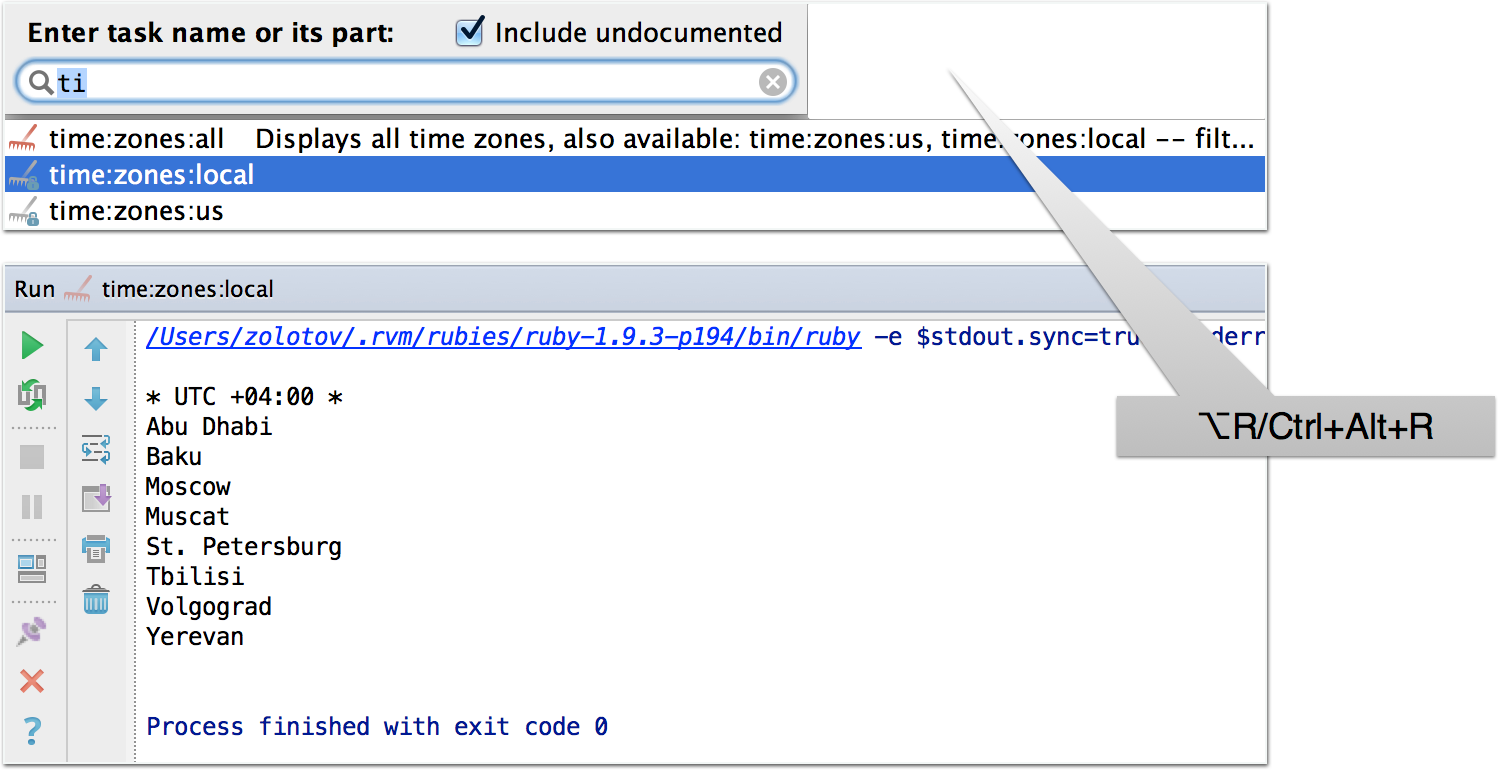 Enter task name or its part:
Include undocumented
ti
time:zones:all Displays all time zones, also available: time:zones:us, time:zones:local -- filt...
time:zones:local
time:zones:us
Run time:zones:local
/Users/zolotov/.rvm/rubies/ruby-1.9.3-p194/bin/ruby -e $stdout.sync=tru derr
* UTC +04:00 *
Abu Dhabi
Baku
⌥R/Ctrl+Alt+R
Moscow
Muscat
St. Petersburg
Tbilisi
Volgograd
Yerevan
Process finished with exit code 0